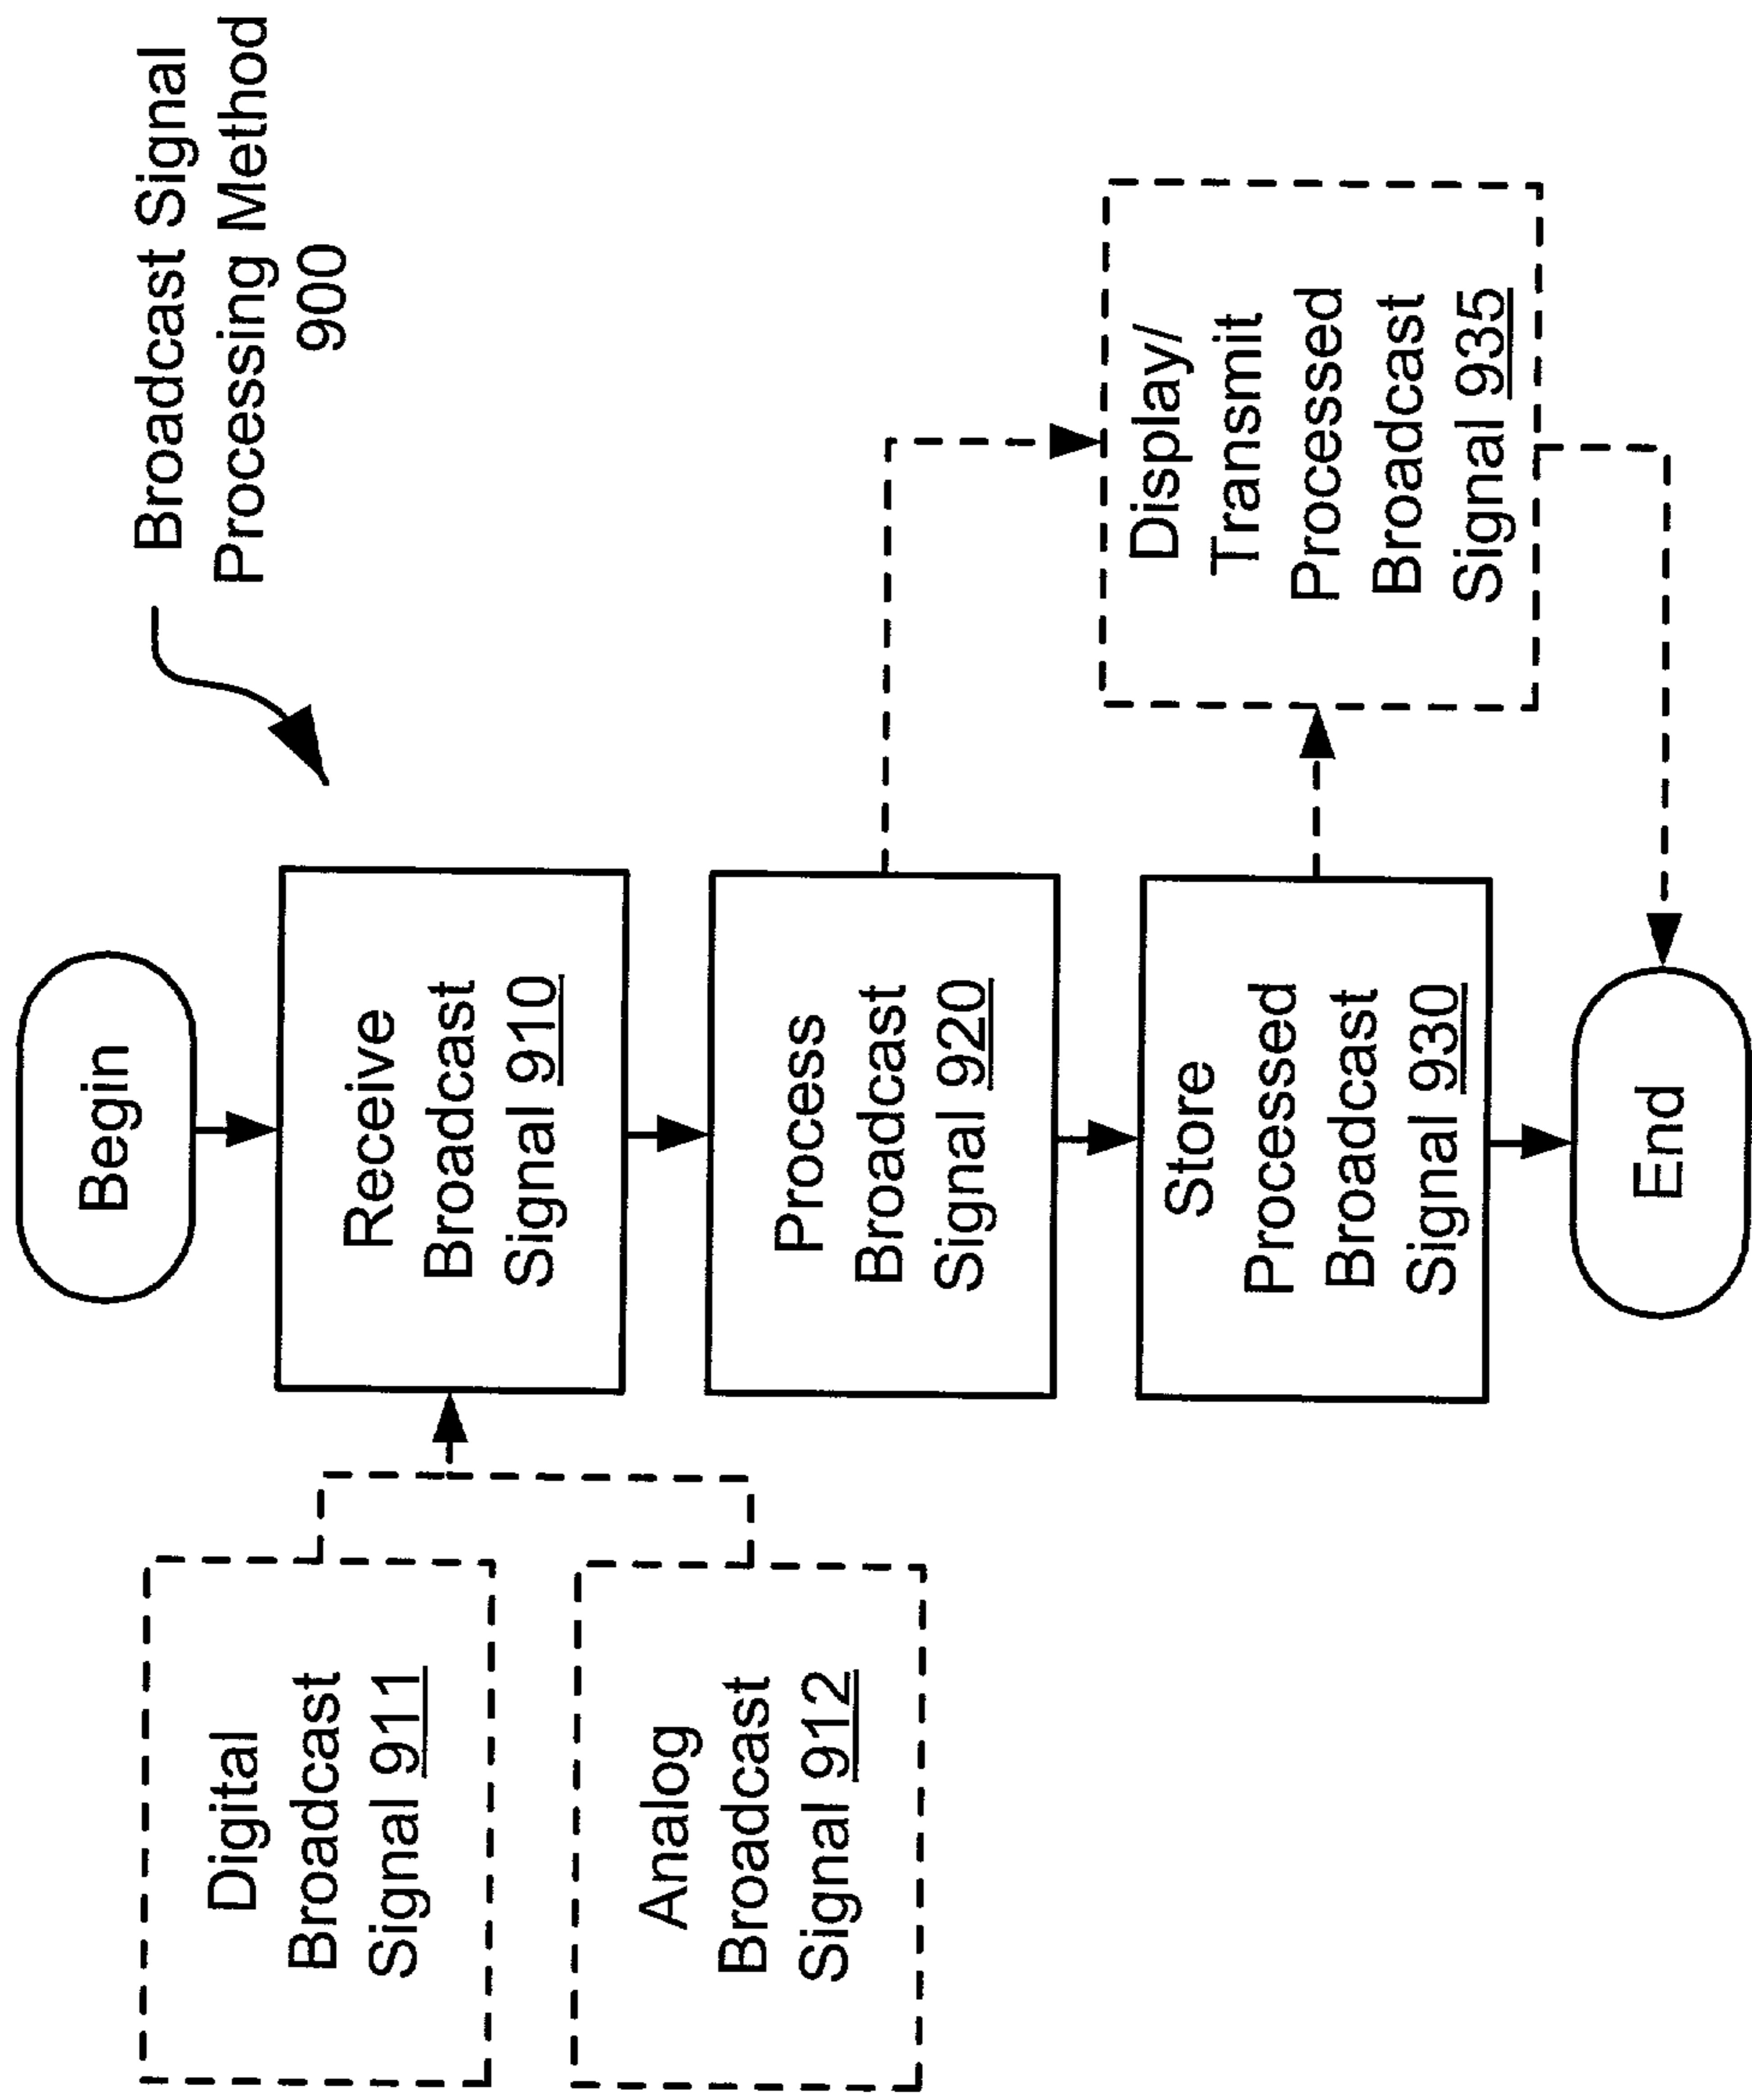 Broadcast Signal
Processing Method
900
Begin
Digital
Broadcast
Signal 911
Receive
Broadcast
Signal 910
Analog
Broadcast
Signal 912
Process
Broadcast
Signal 920
Store
Processed
Broadcast
Signal 930
Display/
Transmit
Processed
Broadcast
Signal 935
End